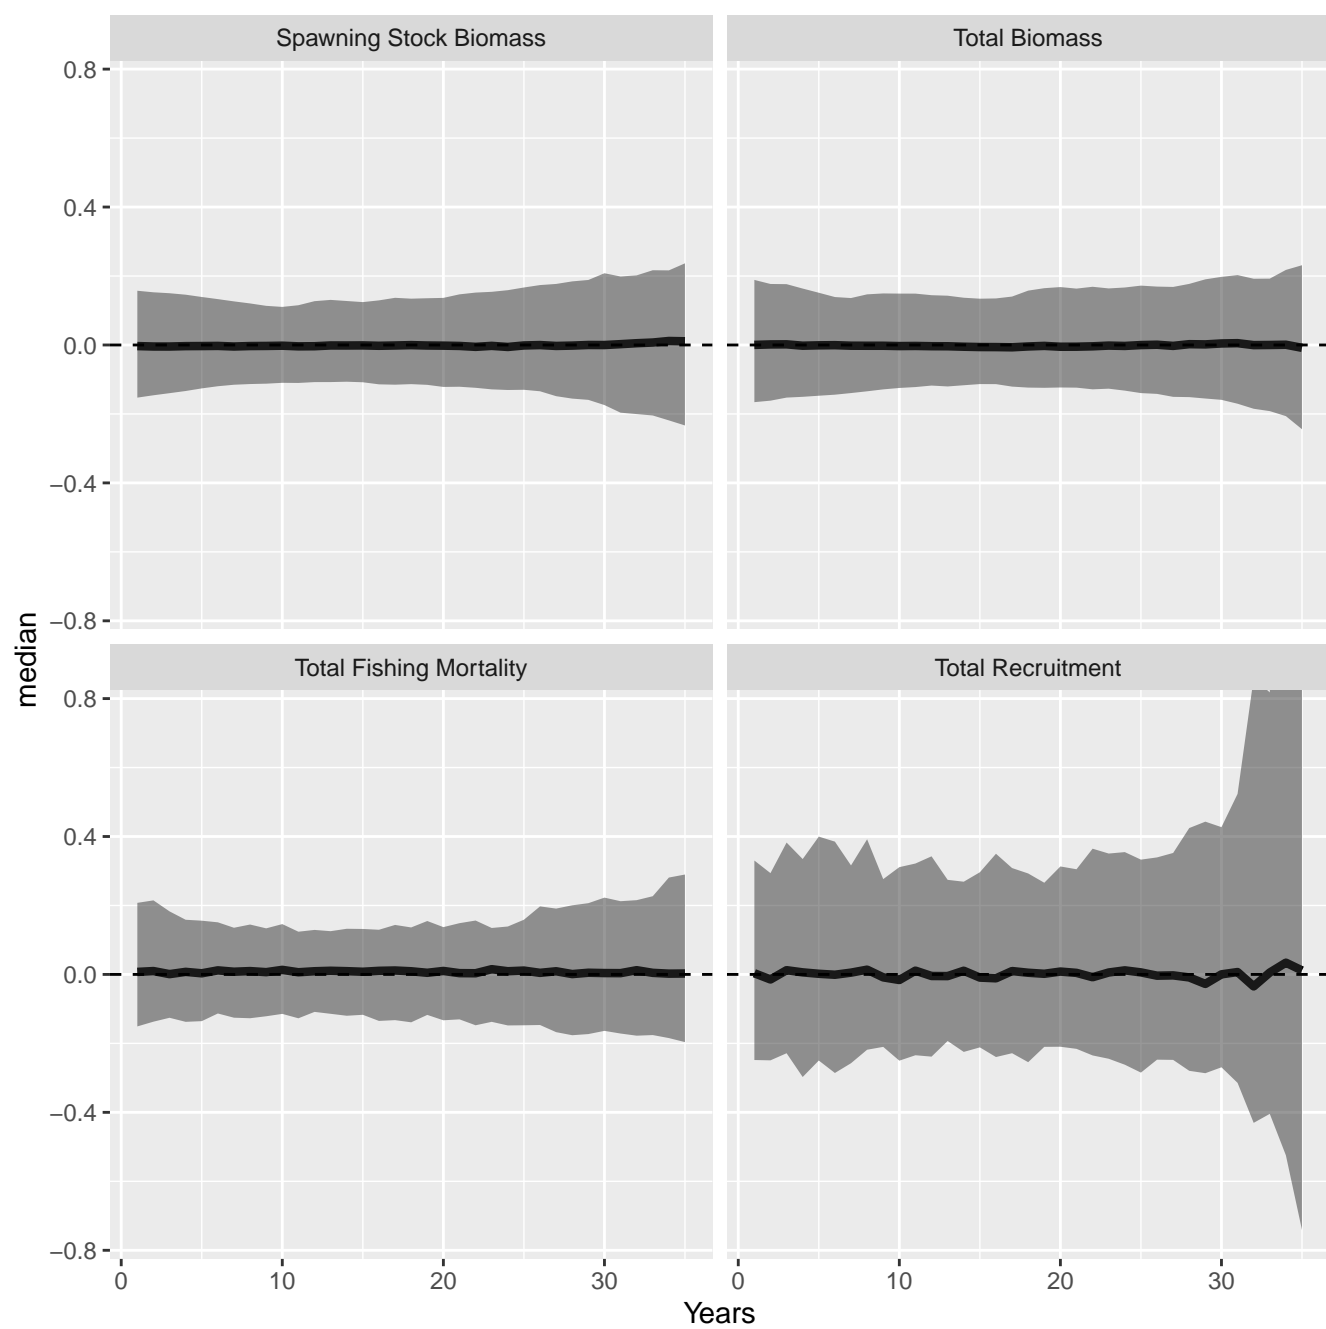 Spawning Stock Biomass
Total Biomass
0.8
0.4
0.0
−0.4
−0.8
median
Total Fishing Mortality
Total Recruitment
0.8
0.4
0.0
−0.4
−0.8
0 10 20 30
0 10 20 30
Years